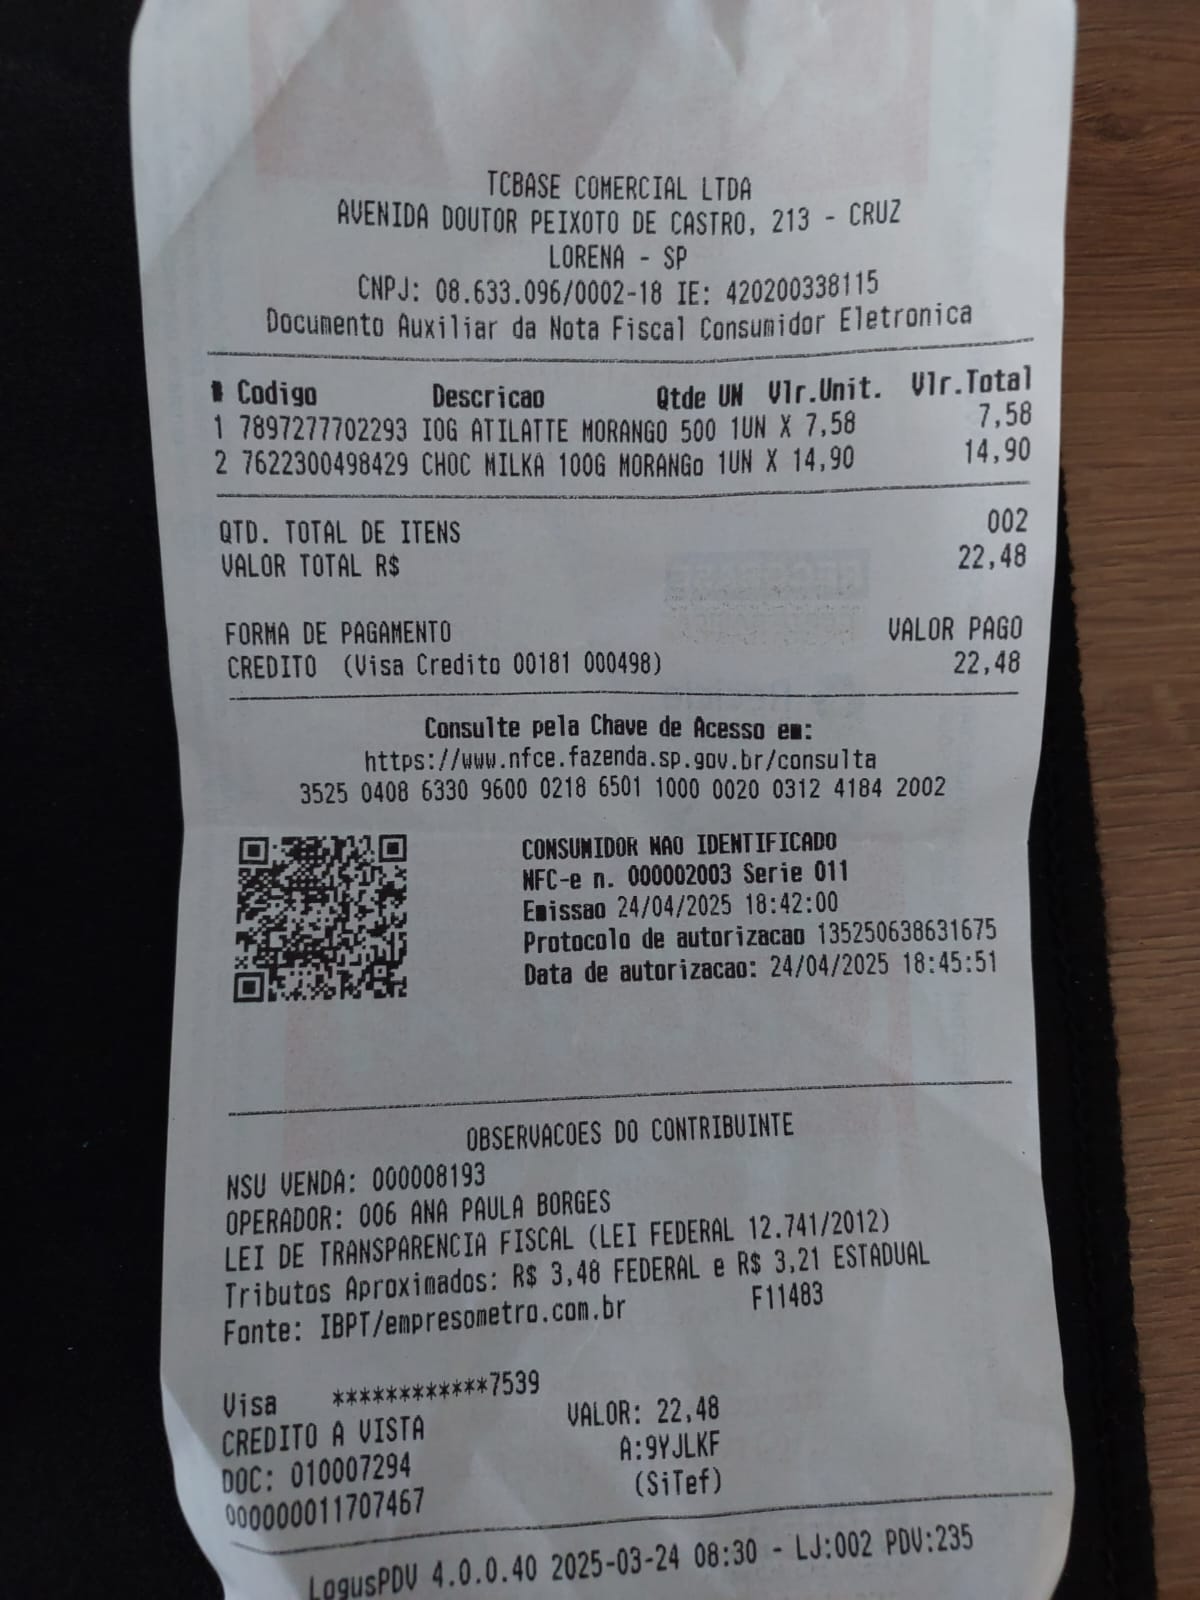 TCBASE COMERCIAL LTDA
AVENIDA DOUTOR PEIXOTO DE CASTRO, 213 - CRUZ
LORENA - SP
CNPJ: 08.633.096/0002-18 IE: 420200338115
Documento Auxiliar da Nota Fiscal Consumidor Eletronica
# Codigo Descricao Qtde UN Vlr.Unit. Vlr.Total
1 7897277702293 IOG ATILATTE MORANGO 500 1UN X 7,58 7,58
2 7622300498429 CHOC MILKA 100G MORANGo 1UN X 14,90 14,90
QTD. TOTAL DE ITENS 002
VALOR TOTAL R$ 22,48
FORMA DE PAGAMENTO VALOR PAGO
CREDITO (Visa Credito 00181 000498) 22,48
Consulte pela Chave de Acesso em:
https://www.nfce.fazenda.sp.gov.br/consulta
3525 0408 6330 9600 0218 6501 1000 0020 0312 4184 2002
CONSUMIDOR NAO IDENTIFICADO
NFC-e n. 000002003 Serie 011
Emissao 24/04/2025 18:42:00
Protocolo de autorizacao 135250638631675
Data de autorizacao: 24/04/2025 18:45:51
OBSERVACOES DO CONTRIBUINTE
NSU VENDA: 000008193
OPERADOR: 006 ANA PAULA BORGES
LEI DE TRANSPARENCIA FISCAL (LEI FEDERAL 12.741/2012)
Tributos Aproximados: R$ 3,48 FEDERAL e R$ 3,21 ESTADUAL
Fonte: IBPT/empresometro.com.br F11483
Visa ************7539
CREDITO A VISTA VALOR: 22,48
DOC: 010007294 A:9YJLKF
000000011707467 (SiTef)
LogusPDV 4.0.0.40 2025-03-24 08:30 - LJ:002 PDV:235